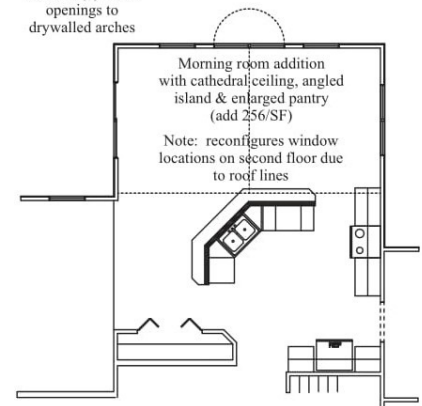 openings to
drywalled arches
Morning room addition
with cathedral ceiling, angled
island & enlarged pantry
(add 256/SF)
Note: reconfigures window
locations on second floor due
to roof lines